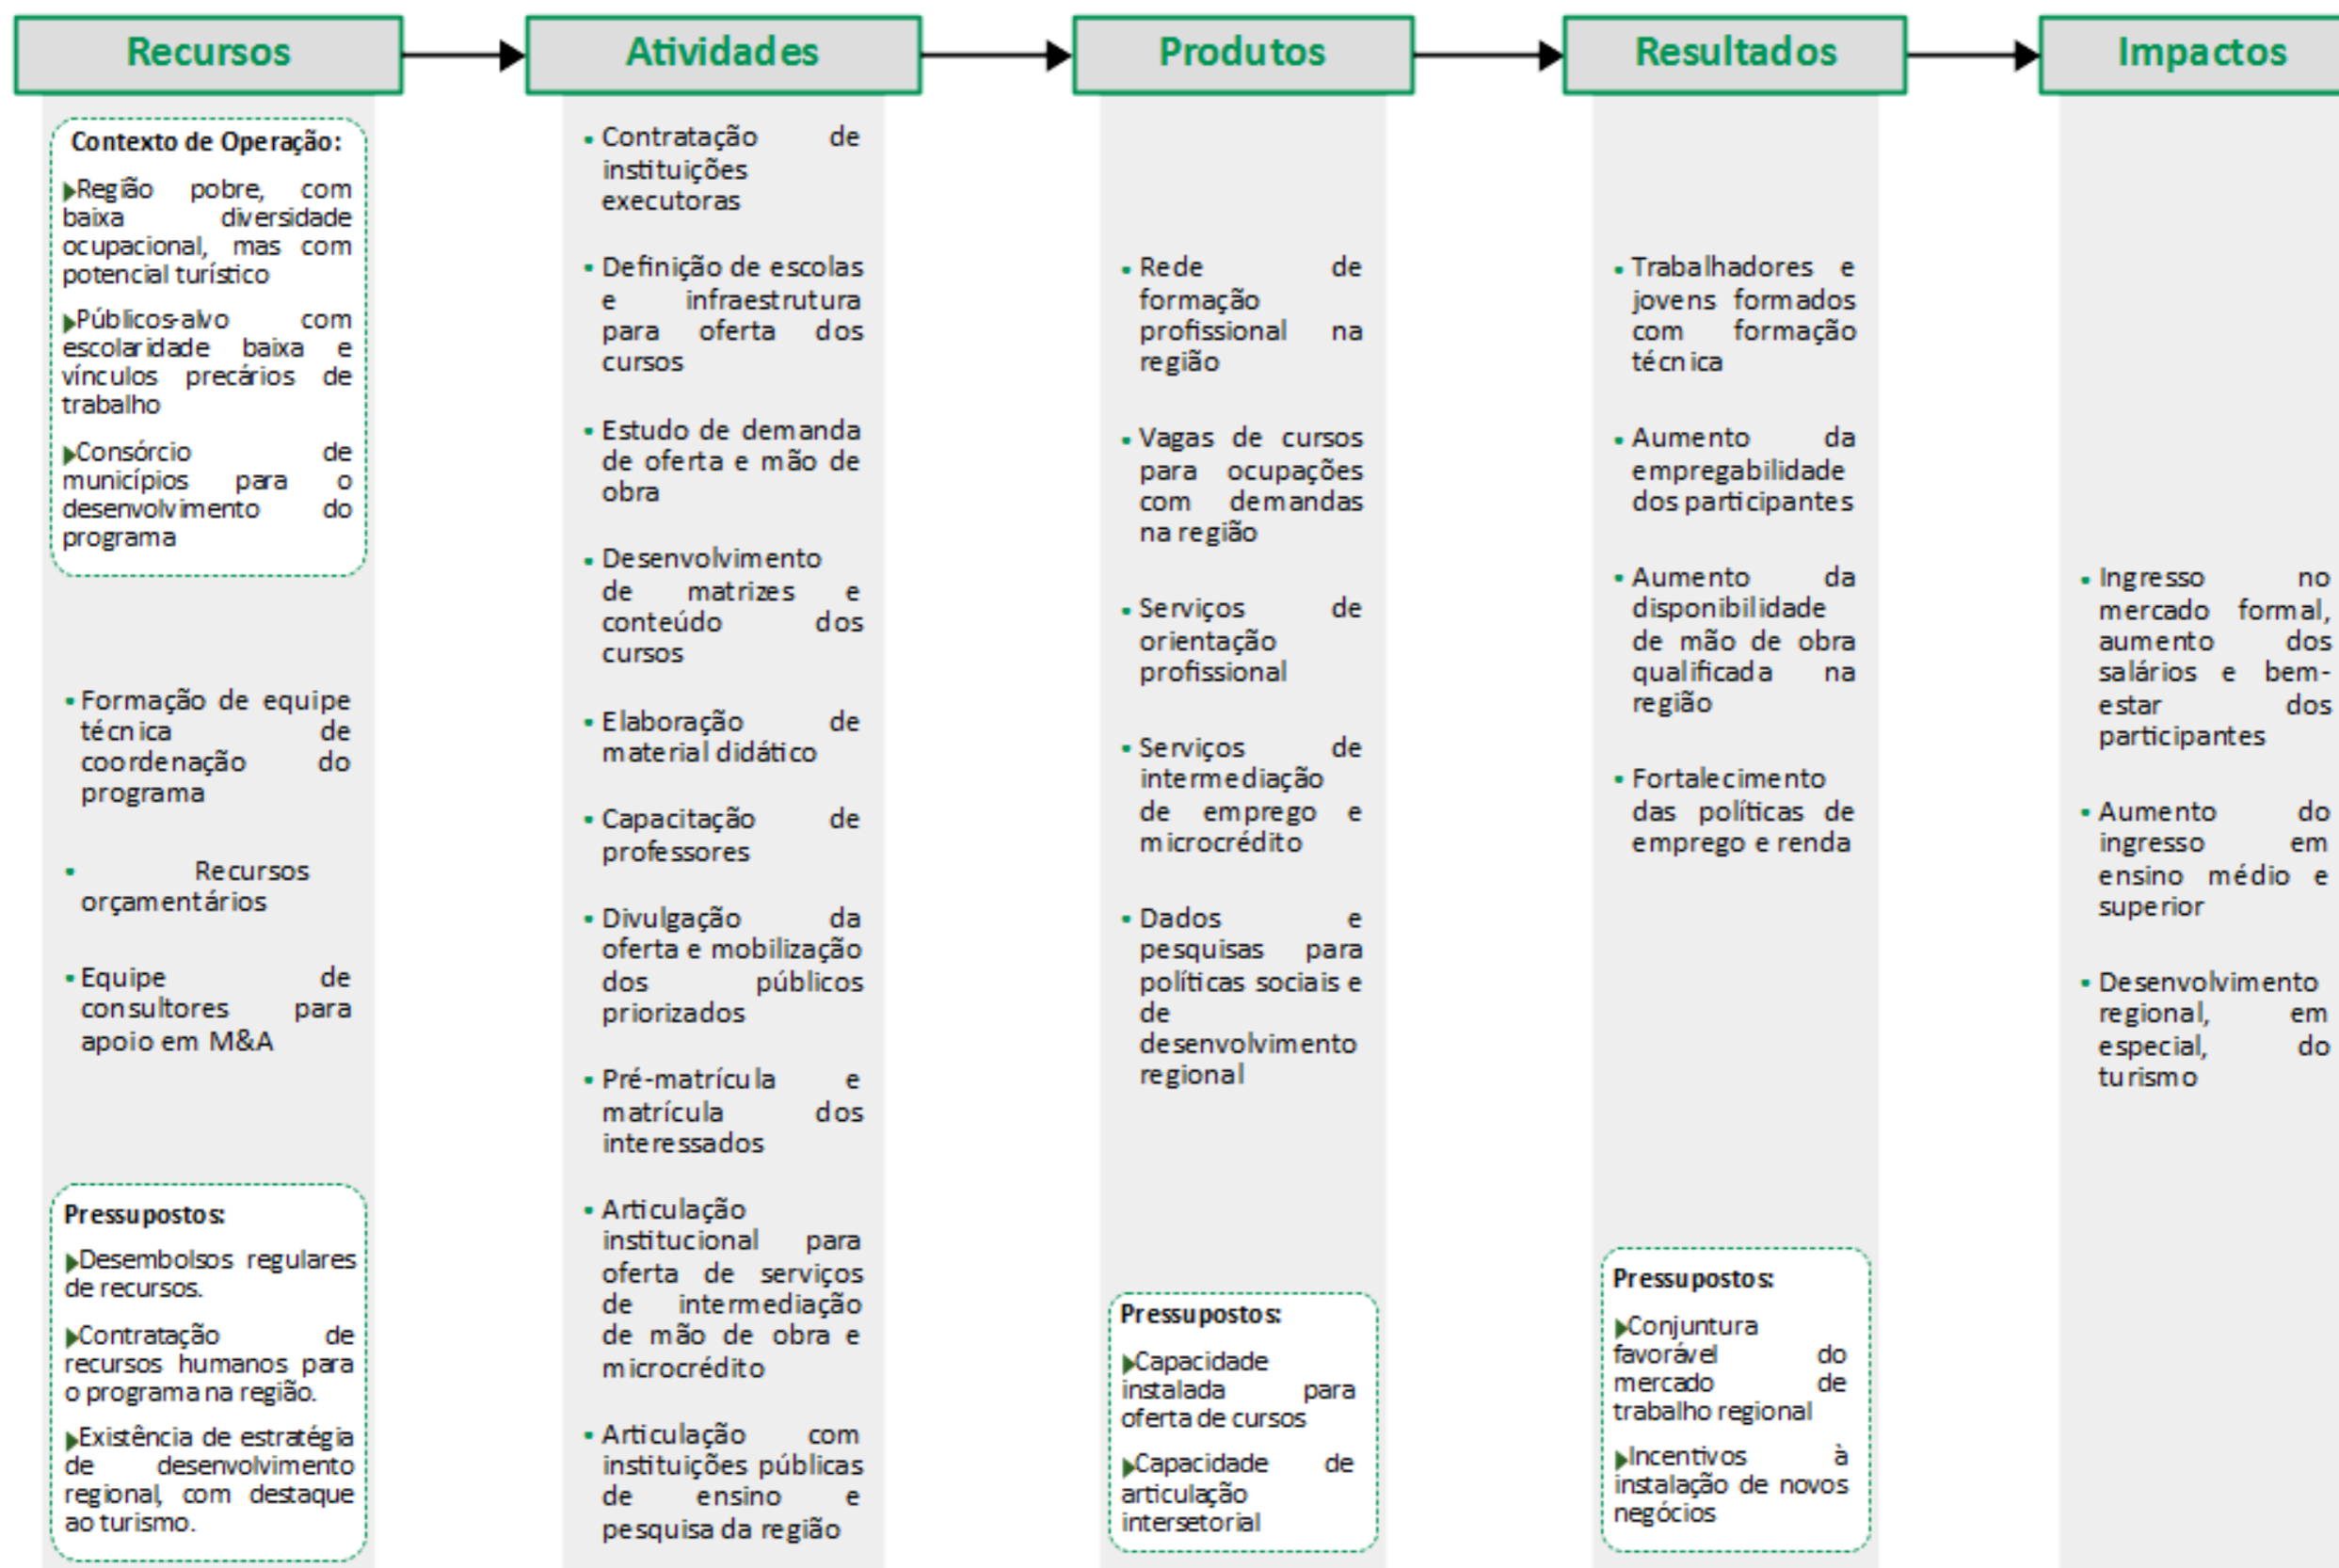 Recursos
Atividades
Produtos
Resultados
Impactos
Contexto de Operação:
Região pobre, com
baixa diversidade
ocupacional, mas com
potencial turístico
Públicos-alvo com
escolaridade baixa e
vínculos precários de
trabalho
Consórcio de
municípios para o
desenvolvimento do
programa
• Formação de equipe
técnica de
coordenação do
programa
• Recursos
orçamentários
• Equipe de
consultores para
apoio em M&A
Pressupostos:
Desembolsos regulares
de recursos.
Contratação de
recursos humanos para
o programa na região.
Existência de estratégia
de desenvolvimento
regional, com destaque
ao turismo.
• Contratação de
instituições
executoras
• Definição de escolas
e infraestrutura
para oferta dos
cursos
• Estudo de demanda
de oferta e mão de
obra
• Desenvolvimento
de matrizes e
conteúdo dos
cursos
• Elaboração de
material didático
• Capacitação de
professores
• Divulgação da
oferta e mobilização
dos públicos
priorizados
• Pré-matrícula e
matrícula dos
interessados
• Articulação
institucional para
oferta de serviços
de intermediação
de mão de obra e
microcrédito
• Articulação com
instituições públicas
de ensino e
pesquisa da região
• Rede de
formação
profissional na
região
• Vagas de cursos
para ocupações
com demandas
na região
• Serviços de
orientação
profissional
• Serviços de
intermediação
de emprego e
microcrédito
• Dados e
pesquisas para
políticas sociais e
de
desenvolvimento
regional
Pressupostos:
Capacidade
instalada para
oferta de cursos
Capacidade de
articulação
intersetorial
• Trabalhadores e
jovens formados
com formação
técnica
• Aumento da
empregabilidade
dos participantes
• Aumento da
disponibilidade
de mão de obra
qualificada na
região
• Fortalecimento
das políticas de
emprego e renda
Pressupostos:
Conjuntura
favorável do
mercado de
trabalho regional
Incentivos à
instalação de novos
negócios
• Ingresso no
mercado formal,
aumento dos
salários e bem-
estar dos
participantes
• Aumento do
ingresso em
ensino médio e
superior
• Desenvolvimento
regional, em
especial, do
turismo